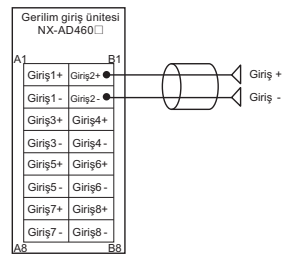 Gerilim giriş ünitesi
NX-AD460□
A1 B1
Giriş1+ Giriş2+ Giriş +
Giriş1 - Giriş2 - Giriş -
Giriş3+ Giriş4+
Giriş3 - Giriş4 -
Giriş5+ Giriş6+
Giriş5 - Giriş6 -
Giriş7+ Giriş8+
Giriş7 - Giriş8 -
A8 B8